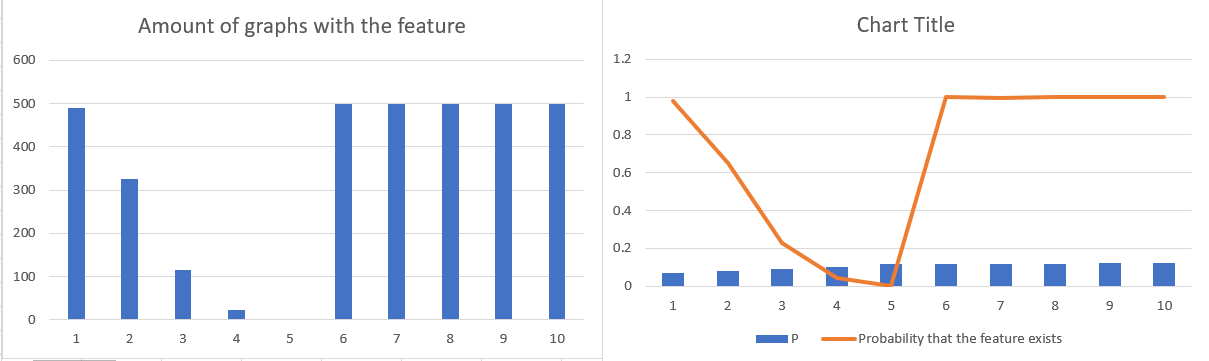 Amount of graphs with the feature
600
500
400
300
200
100
0
1 2 3 4 5 6 7 8 9 10
Chart Title
1.2
1
0.8
0.6
0.4
0.2
0
1 2 3 4 5 6 7 8 9 10
P Probability that the feature exists